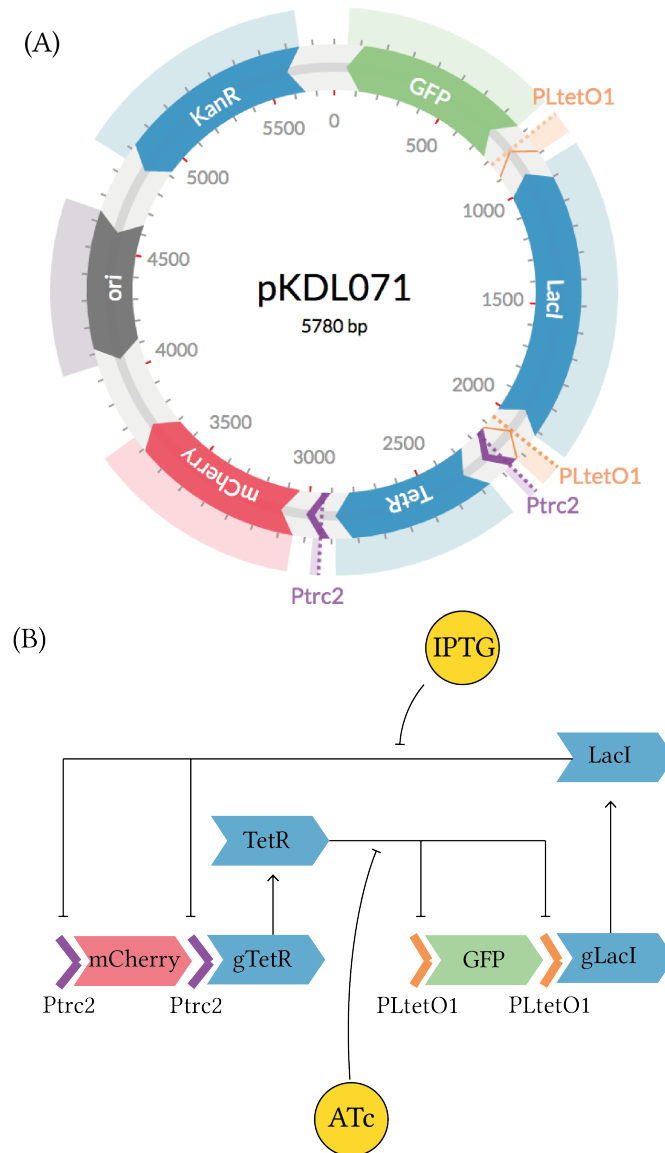 (A)
KanR
GFP
PLtetO1
5500
0
500
5000
1000
4500
ori
pKDL071
5780 bp
LacI
1500
4000
2000
3500
3000
2500
mCherry
TetR
PLtetO1
Ptrc2
Ptrc2
(B)
IPTG
LacI
TetR
mCherry
gTetR
GFP
gLacI
Ptrc2
Ptrc2
PLtetO1
PLtetO1
ATc